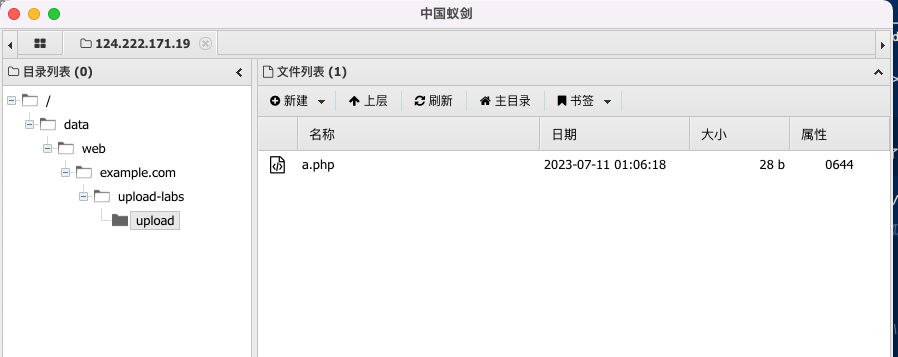 中国蚁剑
124.222.171.19
目录列表 (0)
文件列表 (1)
新建 上层 刷新 主目录 书签
名称 日期 大小 属性
a.php 2023-07-11 01:06:18 28 b 0644
/
data
web
example.com
upload-labs
upload